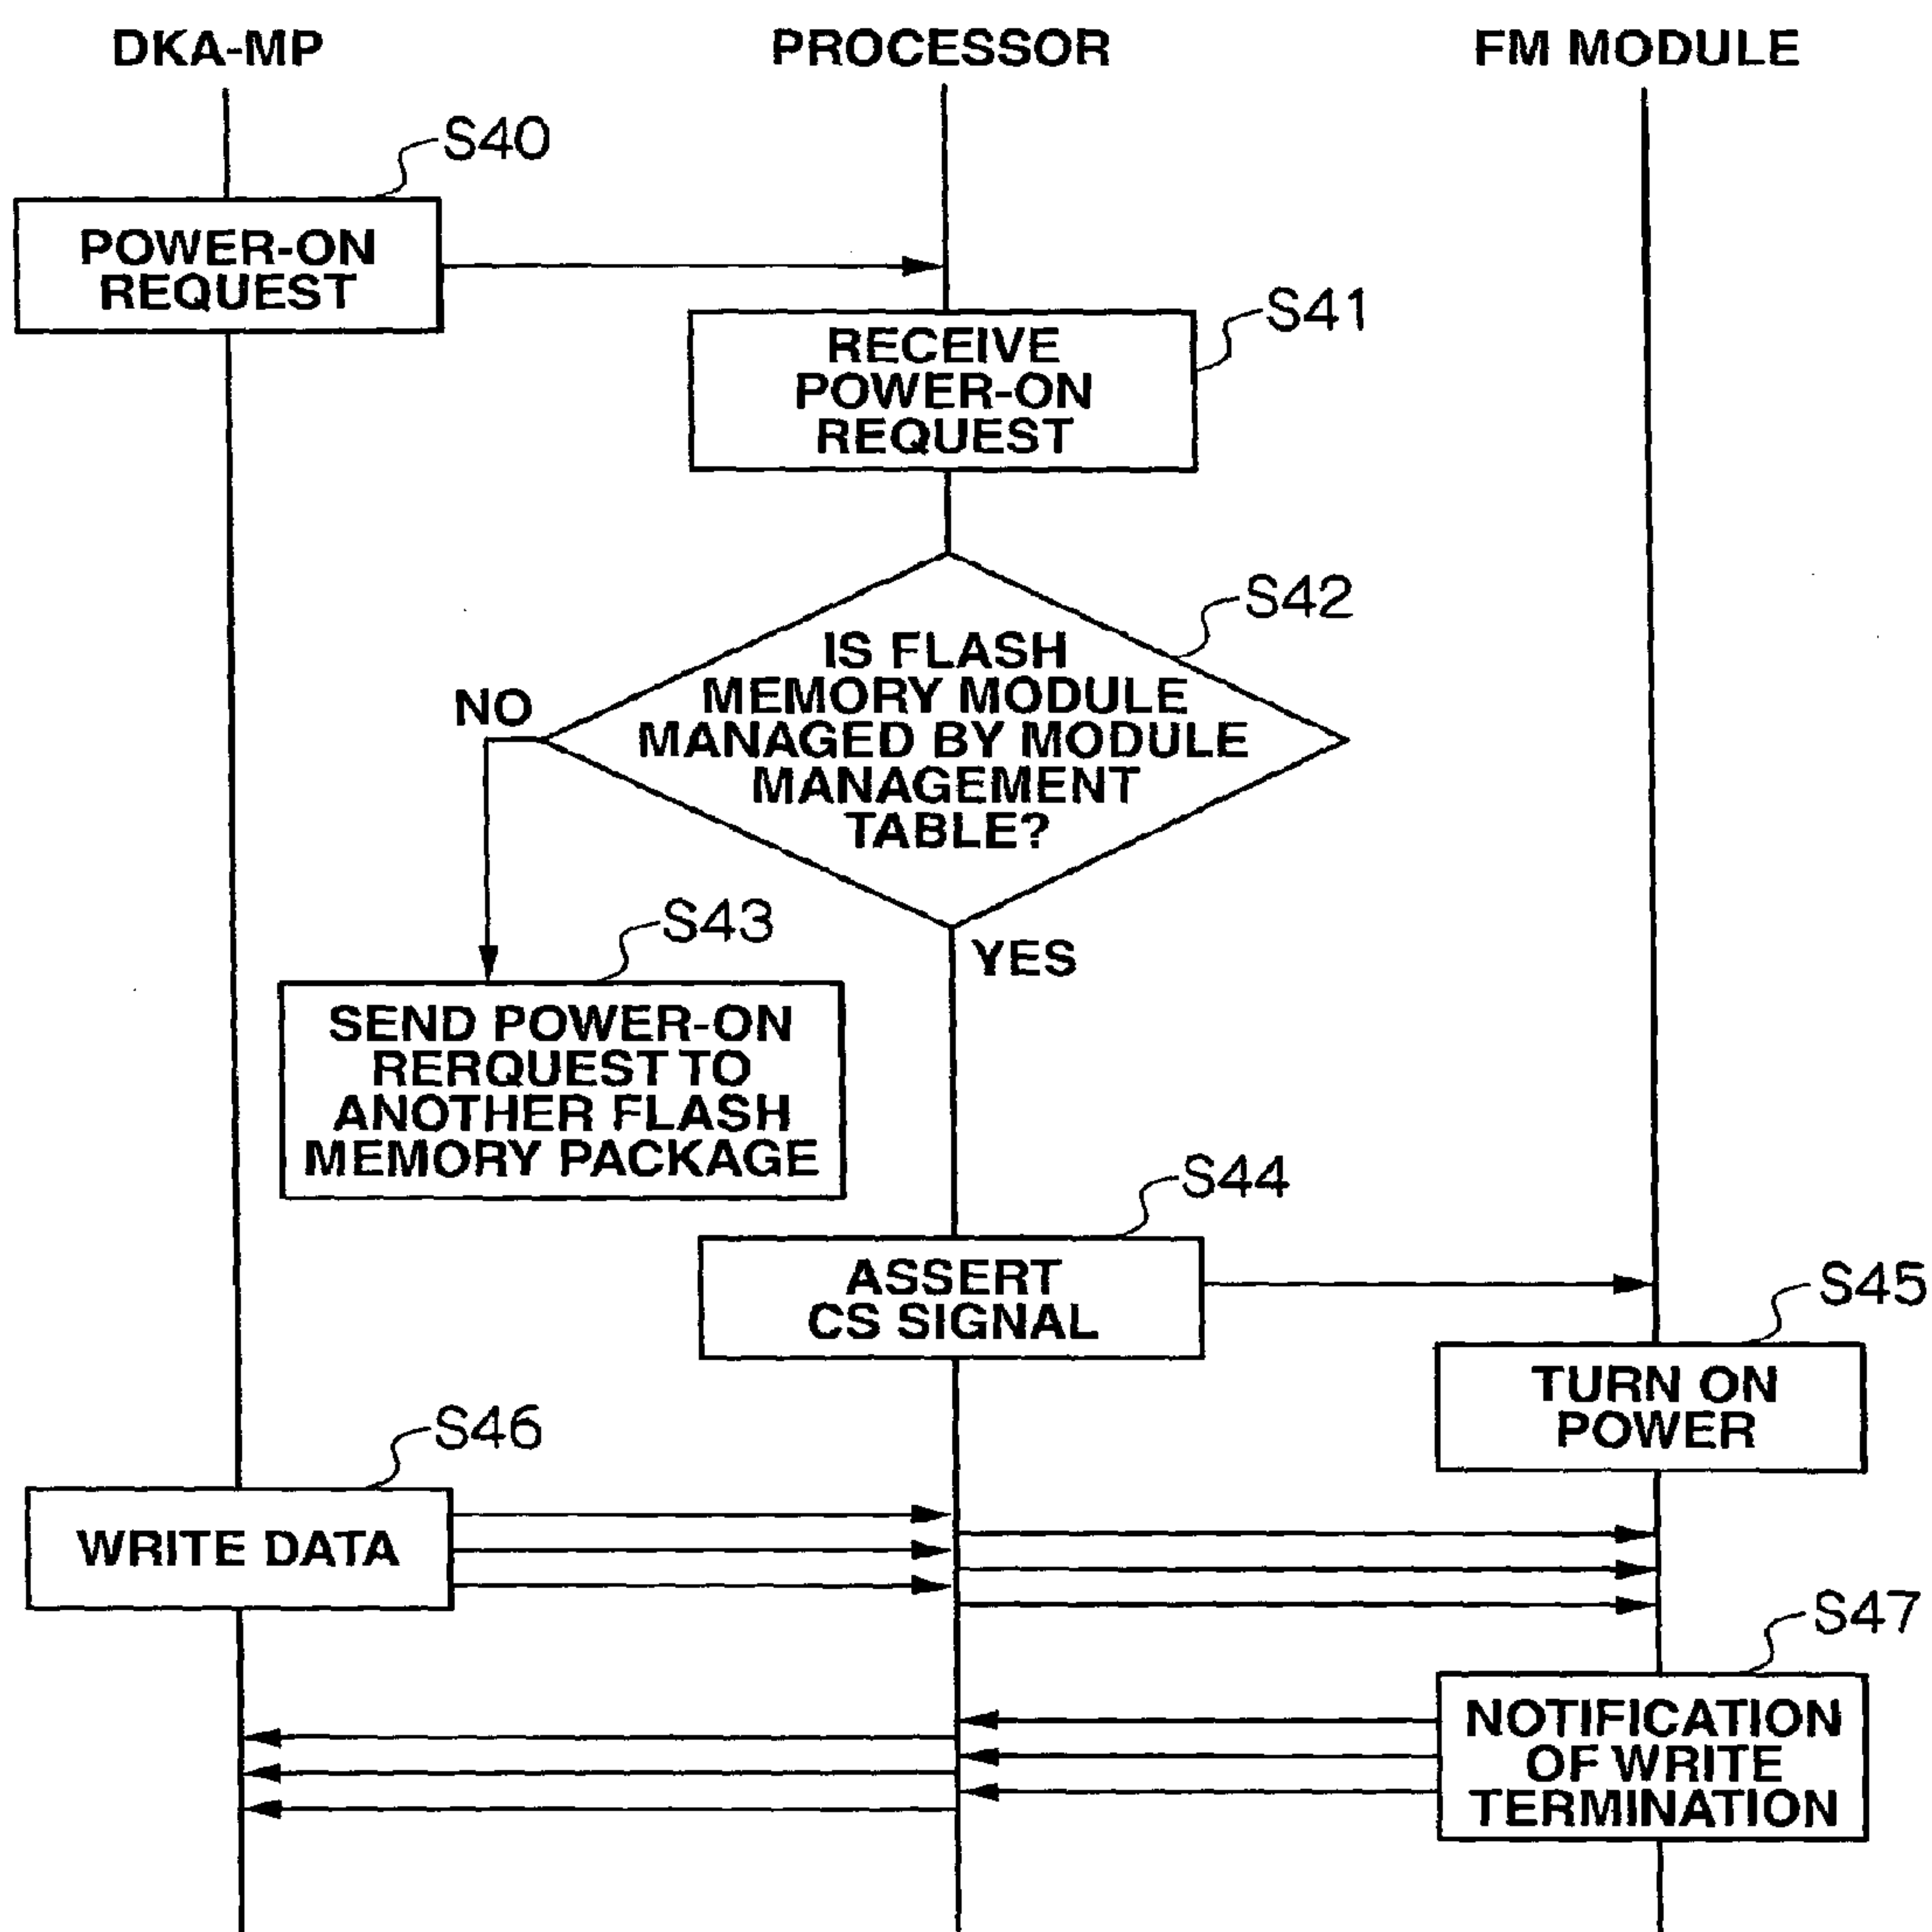 DKA-MP
PROCESSOR
FM MODULE
S40
POWER-ON
REQUEST
S41
RECEIVE
POWER-ON
REQUEST
S42
IS FLASH
MEMORY MODULE
MANAGED BY MODULE
MANAGEMENT
TABLE?
NO
YES
S43
SEND POWER-ON
RERQUEST TO
ANOTHER FLASH
MEMORY PACKAGE
S44
ASSERT
CS SIGNAL
S45
TURN ON
POWER
S46
WRITE DATA
S47
NOTIFICATION
OF WRITE
TERMINATION